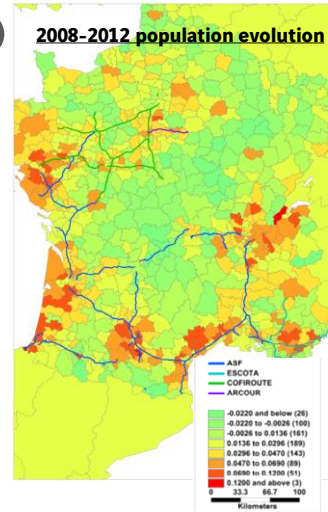 2008-2012 population evolution
ASF
ESCOTA
COFIROUTE
ARCOUR
-0.0220 and below (26)
-0.0220 to -0.0026 (100)
-0.0026 to 0.0136 (161)
0.0136 to 0.0296 (189)
0.0296 to 0.0470 (143)
0.0470 to 0.0690 (89)
0.0690 to 0.1200 (51)
0.1200 and above (3)
0 33.3 66.7 100
Kilometers